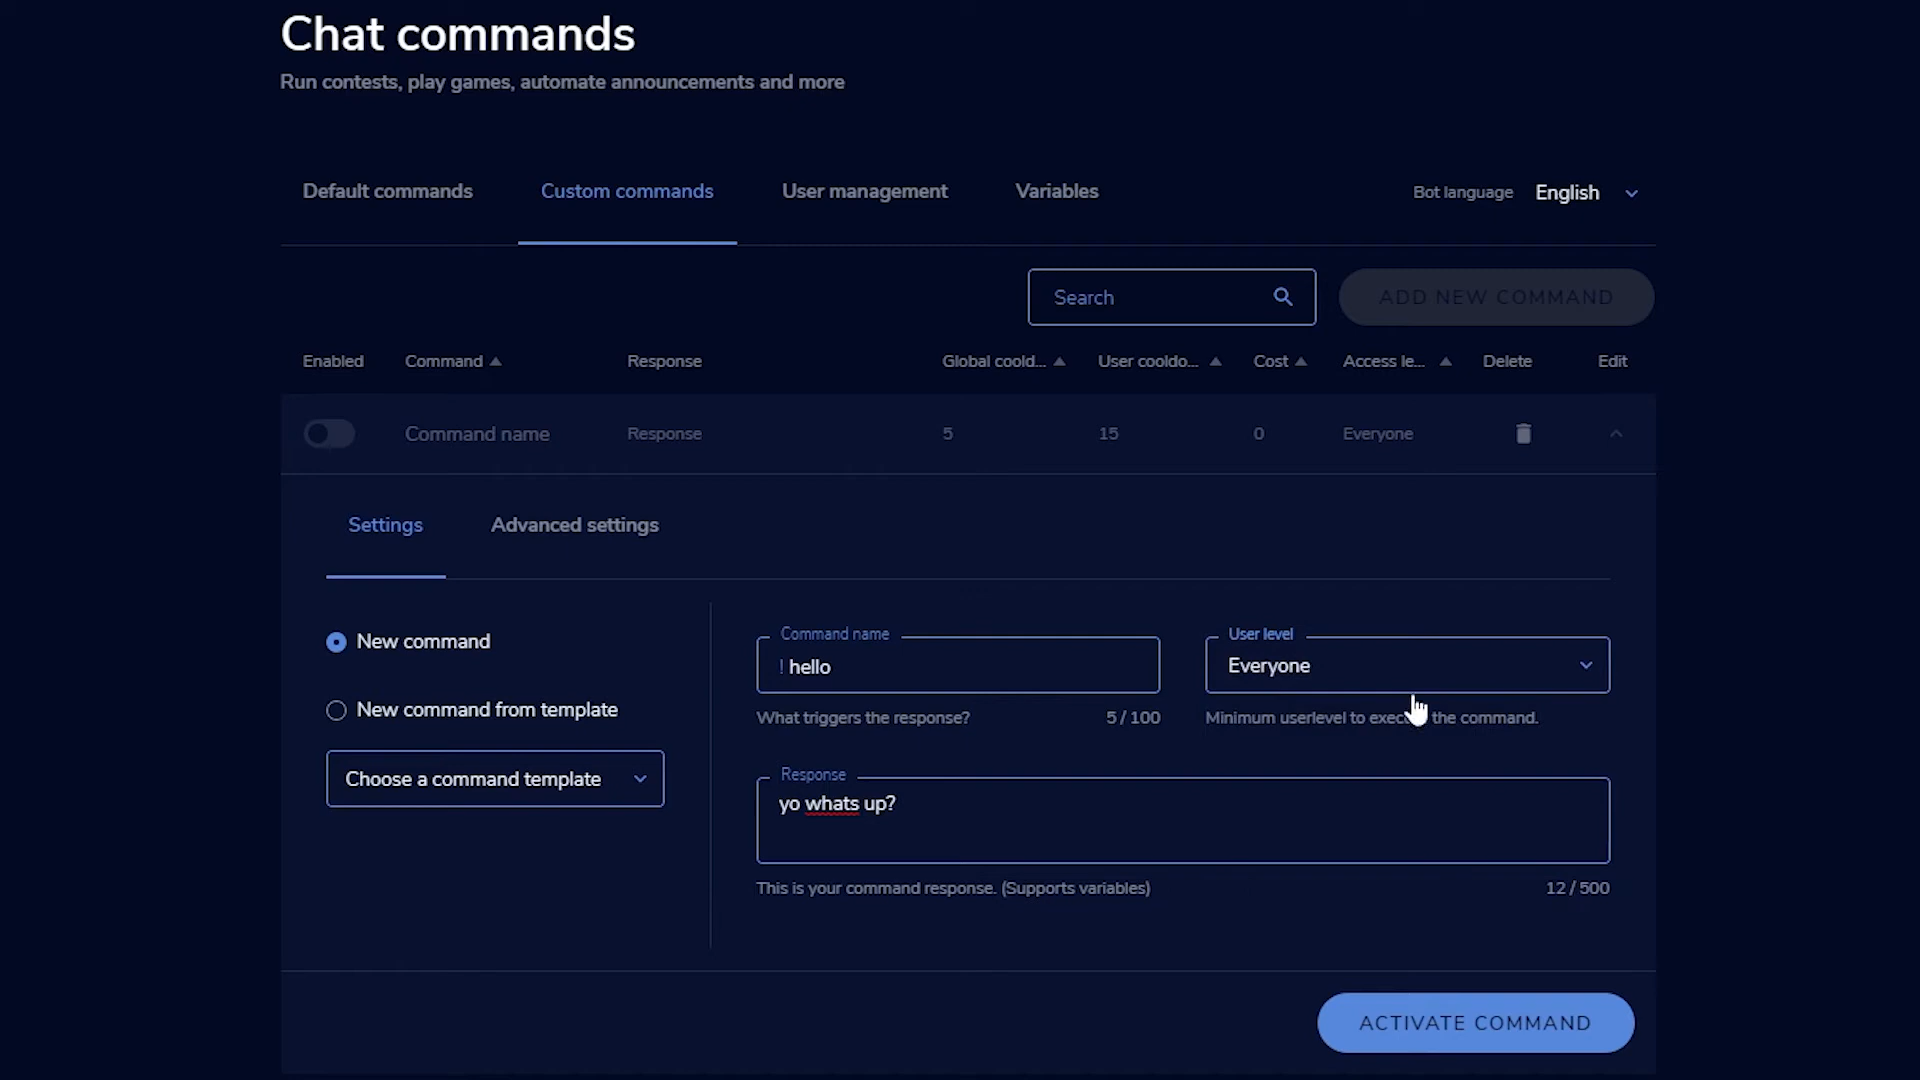 Chat commands
Run contests, play games, automate announcements and more
Default commands Custom commands User management Variables Bot language English
Search ADD NEW COMMAND
Enabled Command Response Global coold... User cooldo... Cost Access le... Delete Edit
Command name Response 5 15 0 Everyone
Settings Advanced settings
New command
New command from template
Choose a command template
Command name
! hello
What triggers the response? 5 / 100
User level
Everyone
Minimum userlevel to the command.
Response
yo whats up?
This is your command response. (Supports variables) 12 / 500
ACTIVATE COMMAND